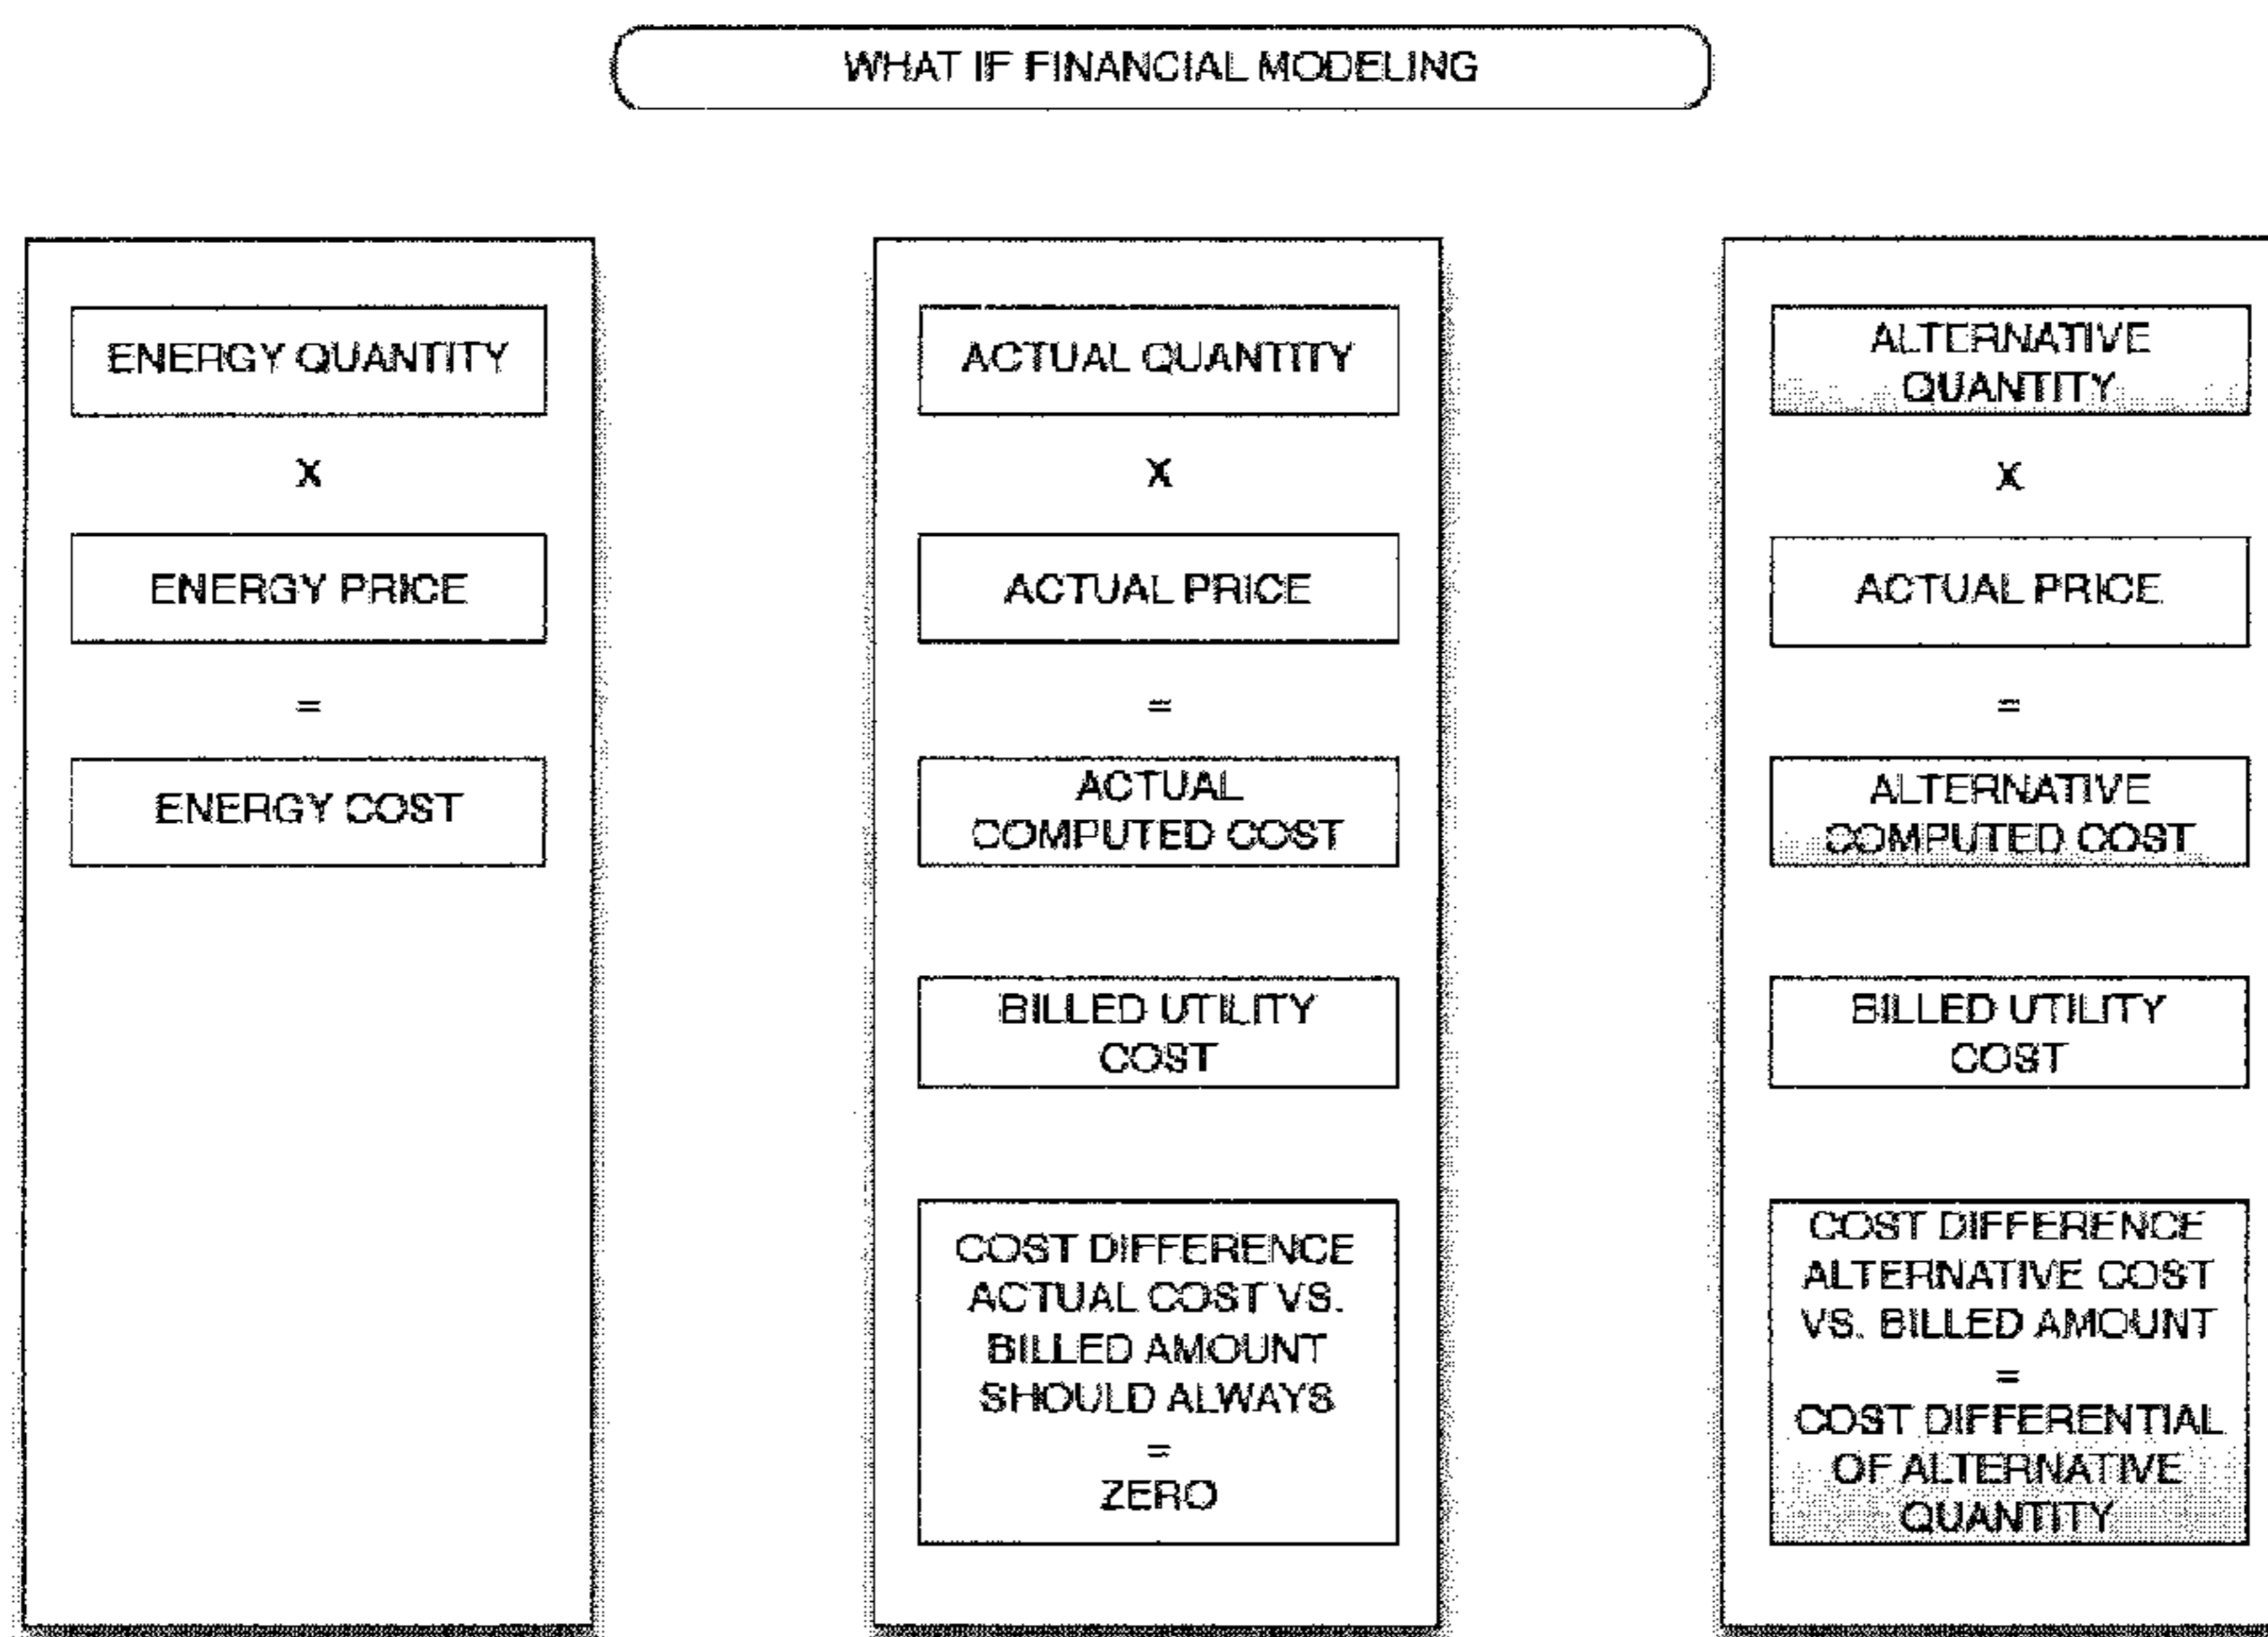 WHAT IF FINANCIAL MODELING
ENERGY QUANTITY
X
ENERGY PRICE
=
ENERGY COST
ACTUAL QUANTITY
X
ACTUAL PRICE
=
ACTUAL
COMPUTED COST
BILLED UTILITY
COST
COST DIFFERENCE
ACTUAL COST VS.
BILLED AMOUNT
SHOULD ALWAYS
=
ZERO
ALTERNATIVE
QUANTITY
X
ACTUAL PRICE
=
ALTERNATIVE
COMPUTED COST
BILLED UTILITY
COST
COST DIFFERENCE
ALTERNATIVE COST
VS. BILLED AMOUNT
=
COST DIFFERENTIAL
OF ALTERNATIVE
QUANTITY